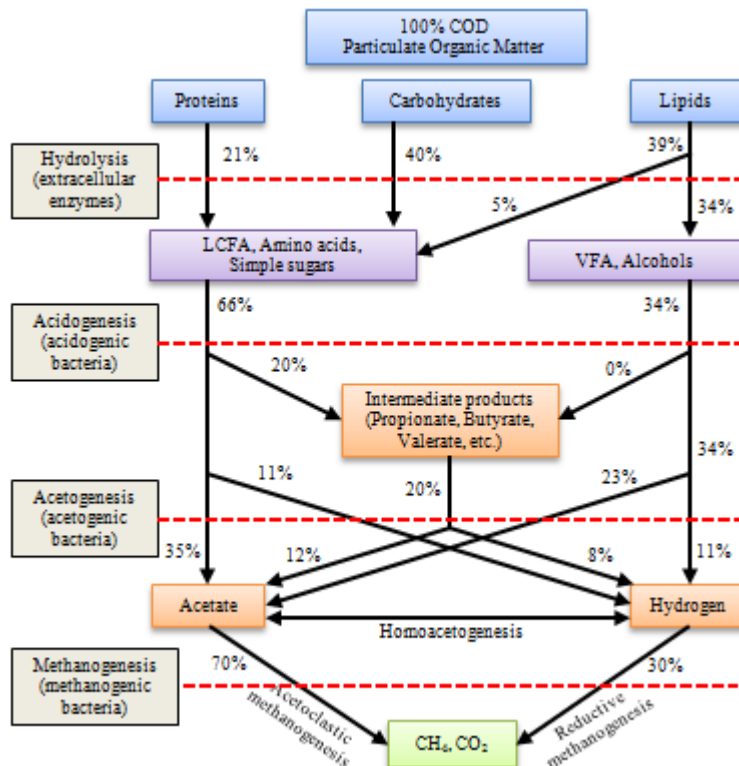 100% COD
Particulate Organic Matter
Proteins
Carbohydrates
Lipids
Hydrolysis
(extracellular
enzymes)
21%
40%
39%
5%
34%
LCFA, Amino acids,
Simple sugars
VFA, Alcohols
66%
34%
Acidogenesis
(acidogenic
bacteria)
20%
0%
Intermediate products
(Propionate, Butyrate,
Valerate, etc.)
34%
11%
20%
23%
Acetogenesis
(acetogenic
bacteria)
35%
12%
8%
11%
Acetate
Hydrogen
Homoacetogenesis
Methanogenesis
(methanogenic
bacteria)
70%
30%
Acetoclastic
methanogenesis
Reductive
methanogenesis
CH₄, CO₂